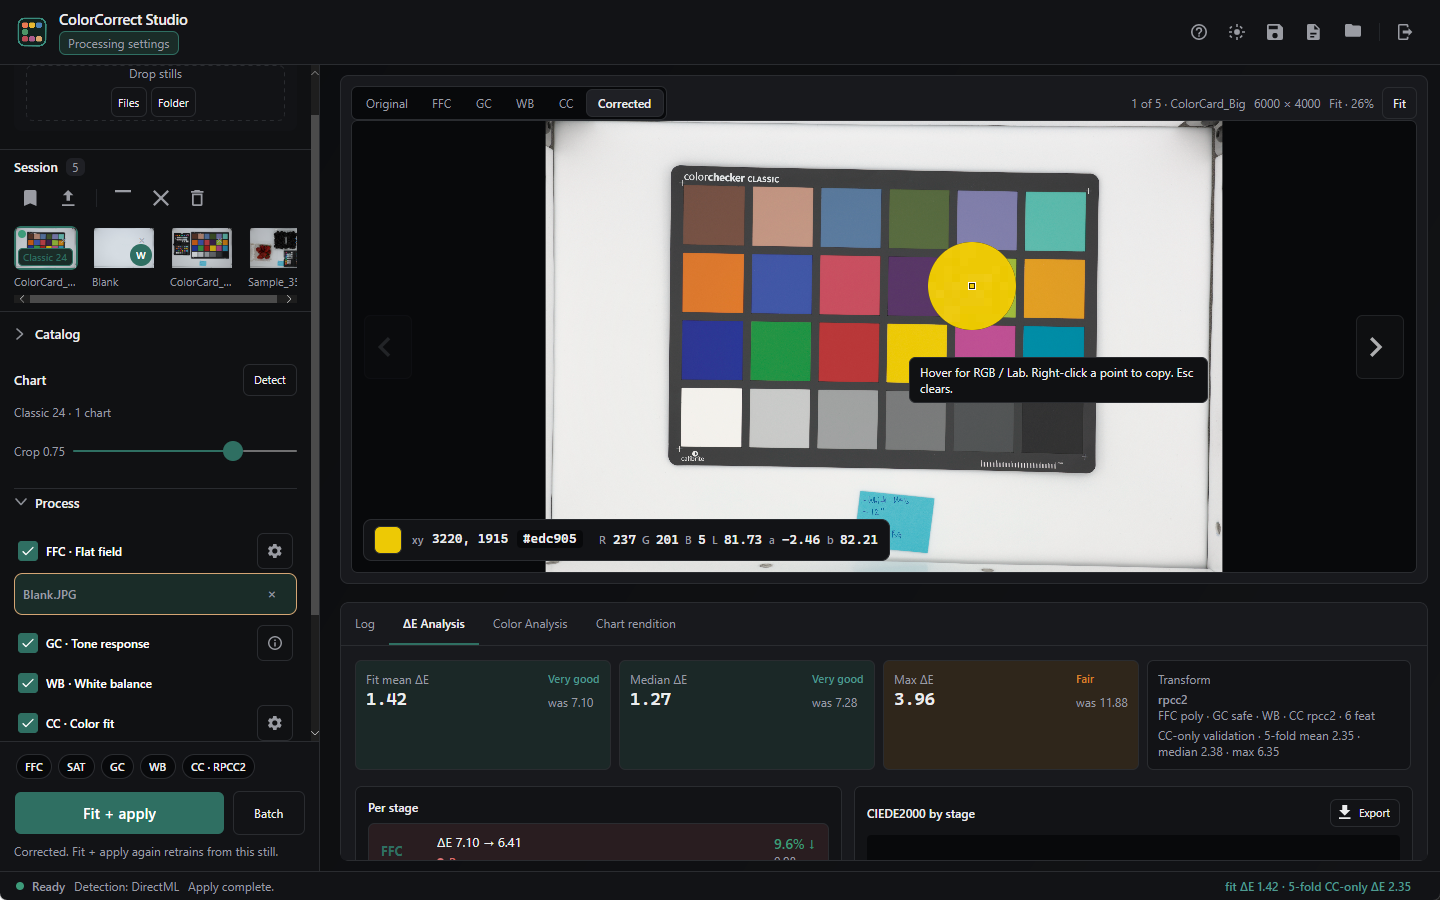 ColorCorrect Studio
Processing settings
Drop stills
Files
Folder
Session 5
Classic 24
W
ColorCard_...
Blank
ColorCard_...
Sample_35
Catalog
Chart
Detect
Classic 24 · 1 chart
Crop 0.75
Process
FFC · Flat field
Blank.JPG
×
GC · Tone response
WB · White balance
CC · Color fit
FFC
SAT
GC
WB
CC · RPCC2
Fit + apply
Batch
Corrected. Fit + apply again retrains from this still.
Original
FFC
GC
WB
CC
Corrected
1 of 5 · ColorCard_Big 6000 × 4000 Fit · 26%
Fit
colorchecker CLASSIC
calibrite
Hover for RGB / Lab. Right-click a point to copy. Esc
clears.
xy 3220, 1915 #edc905 R 237 G 201 B 5 L 81.73 a −2.46 b 82.21
Log
ΔE Analysis
Color Analysis
Chart rendition
Fit mean ΔE
Very good
1.42
was 7.10
Median ΔE
Very good
1.27
was 7.28
Max ΔE
Fair
3.96
was 11.88
Transform
rpcc2
FFC poly · GC safe · WB · CC rpcc2 · 6 feat
CC-only validation · 5-fold mean 2.35 ·
median 2.38 · max 6.35
Per stage
FFC
ΔE 7.10 → 6.41
9.6% ↓
CIEDE2000 by stage
Export
Ready
Detection: DirectML
Apply complete.
fit ΔE 1.42 · 5-fold CC-only ΔE 2.35